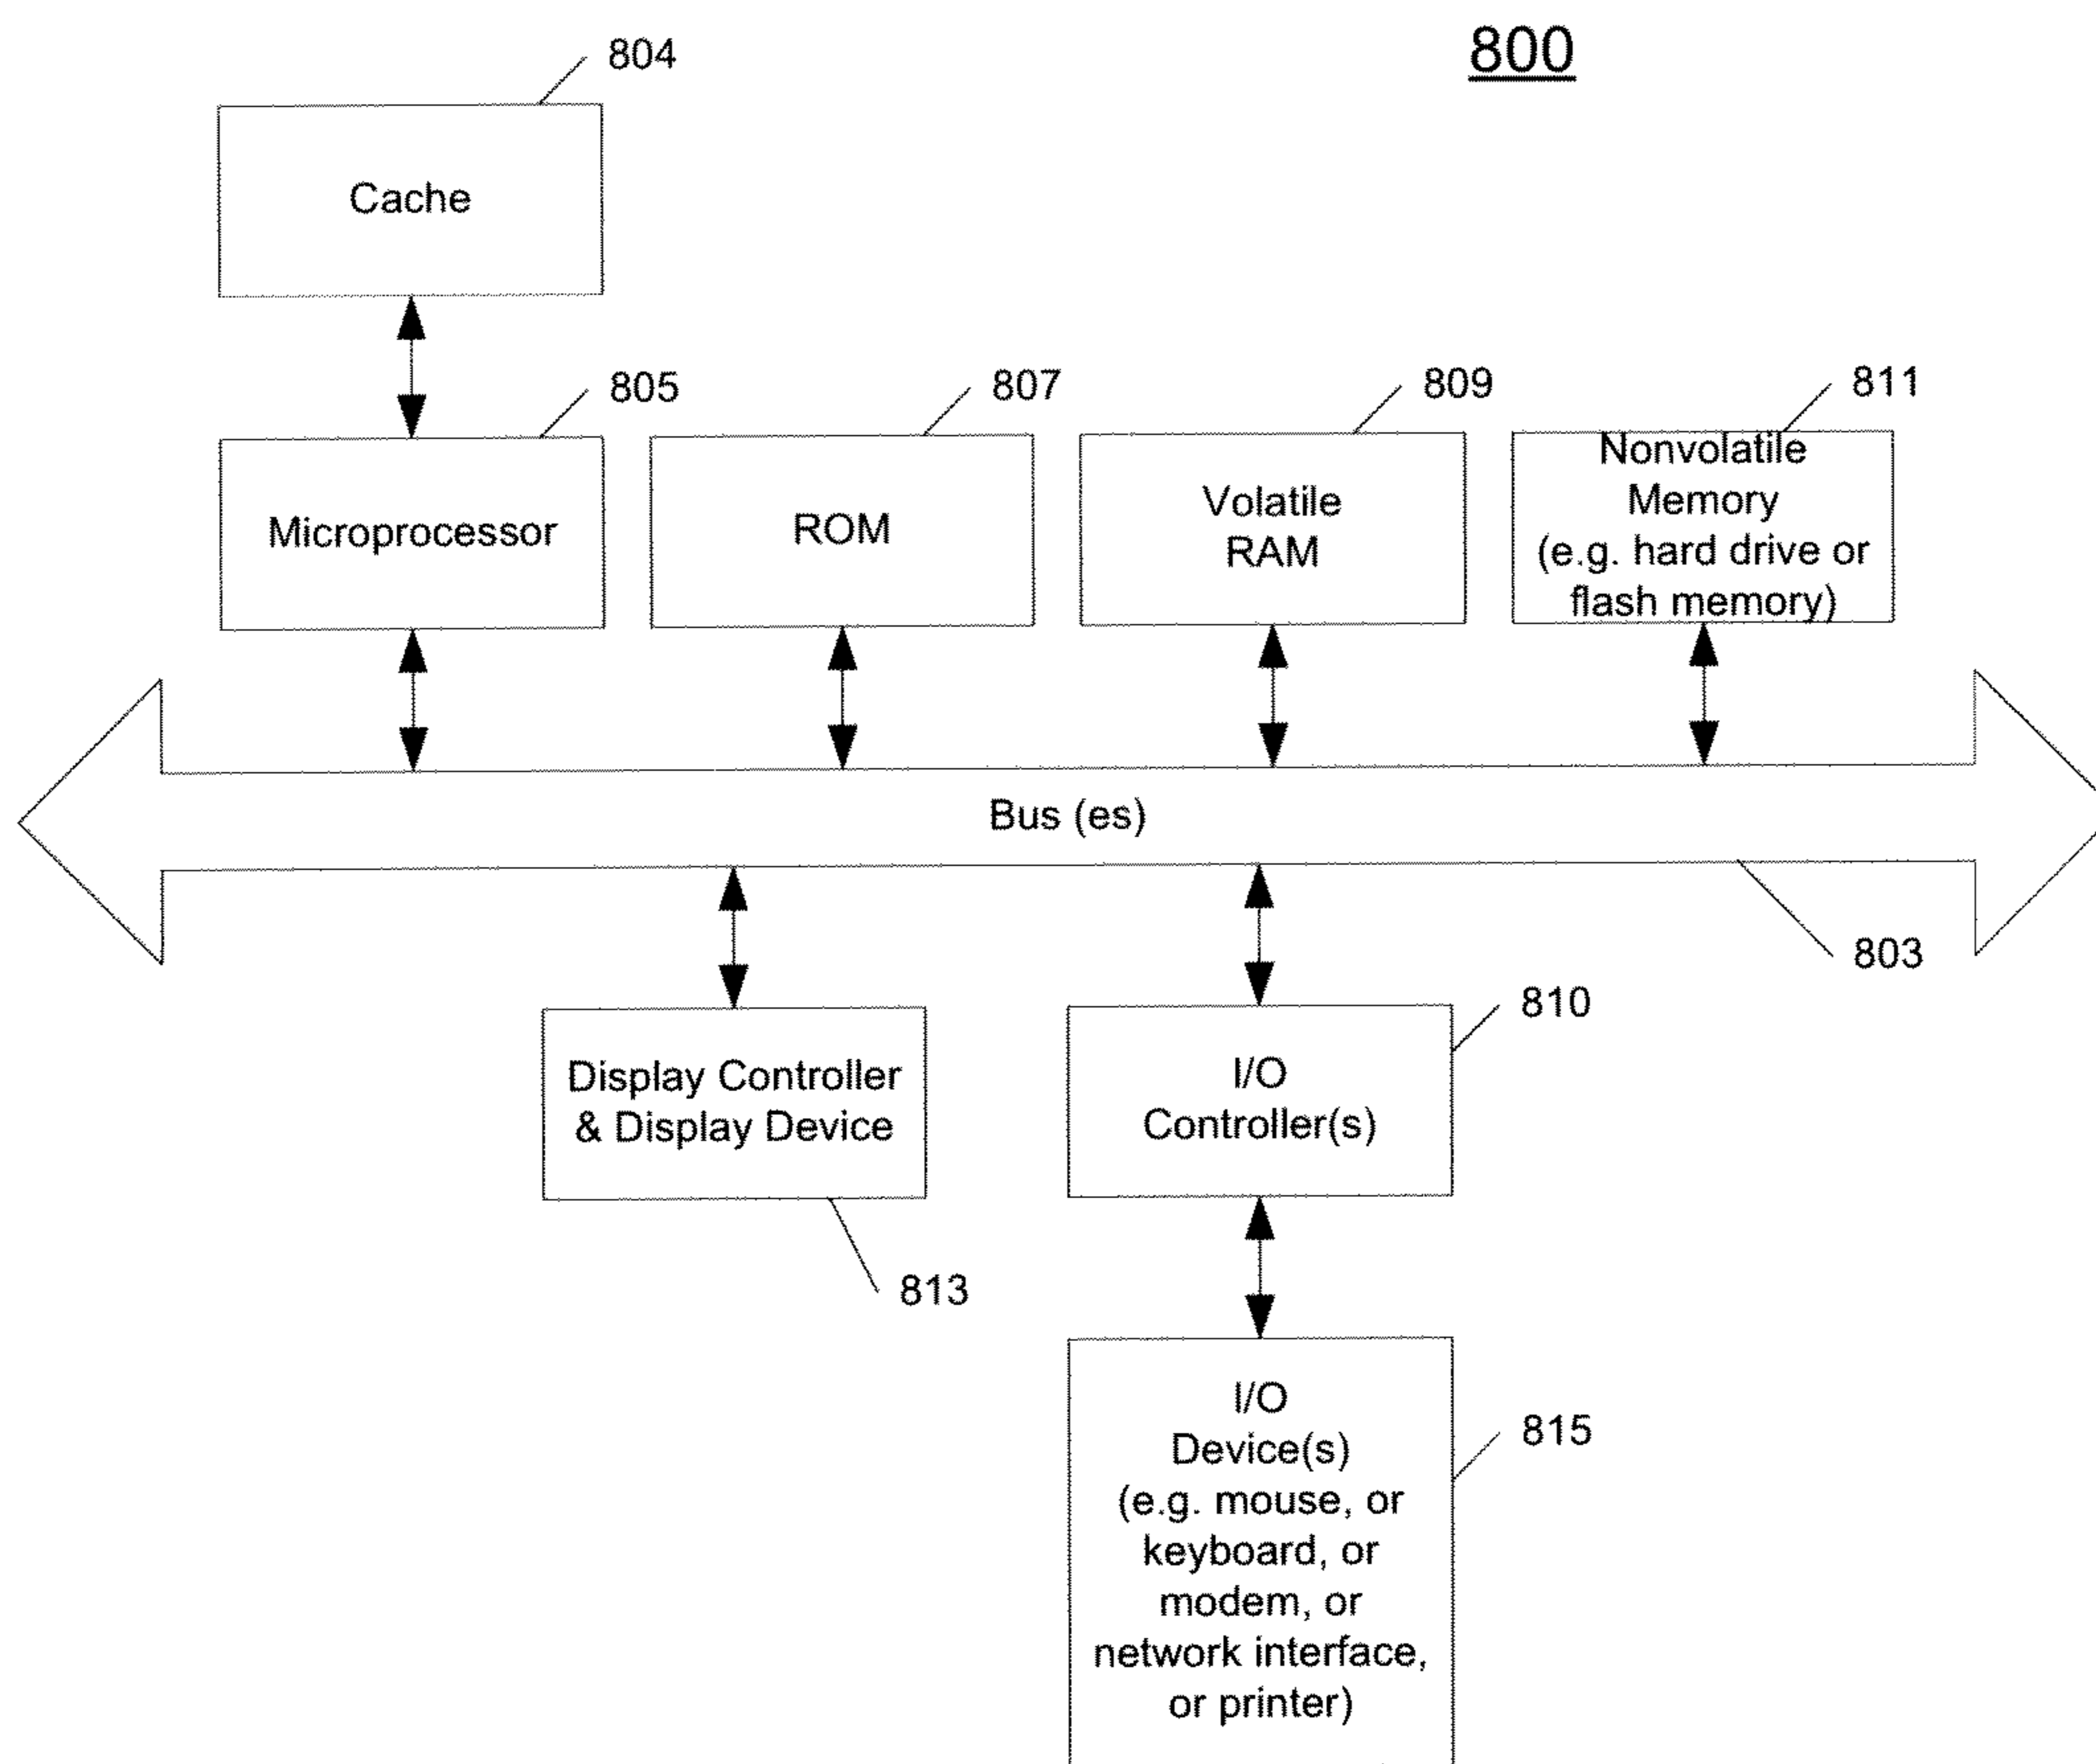 800
804
Cache
805
807
809
811
Microprocessor
ROM
Volatile
RAM
Nonvolatile
Memory
(e.g. hard drive or
flash memory)
Bus (es)
803
Display Controller
& Display Device
813
810
I/O
Controller(s)
815
I/O
Device(s)
(e.g. mouse, or
keyboard, or
modem, or
network interface,
or printer)